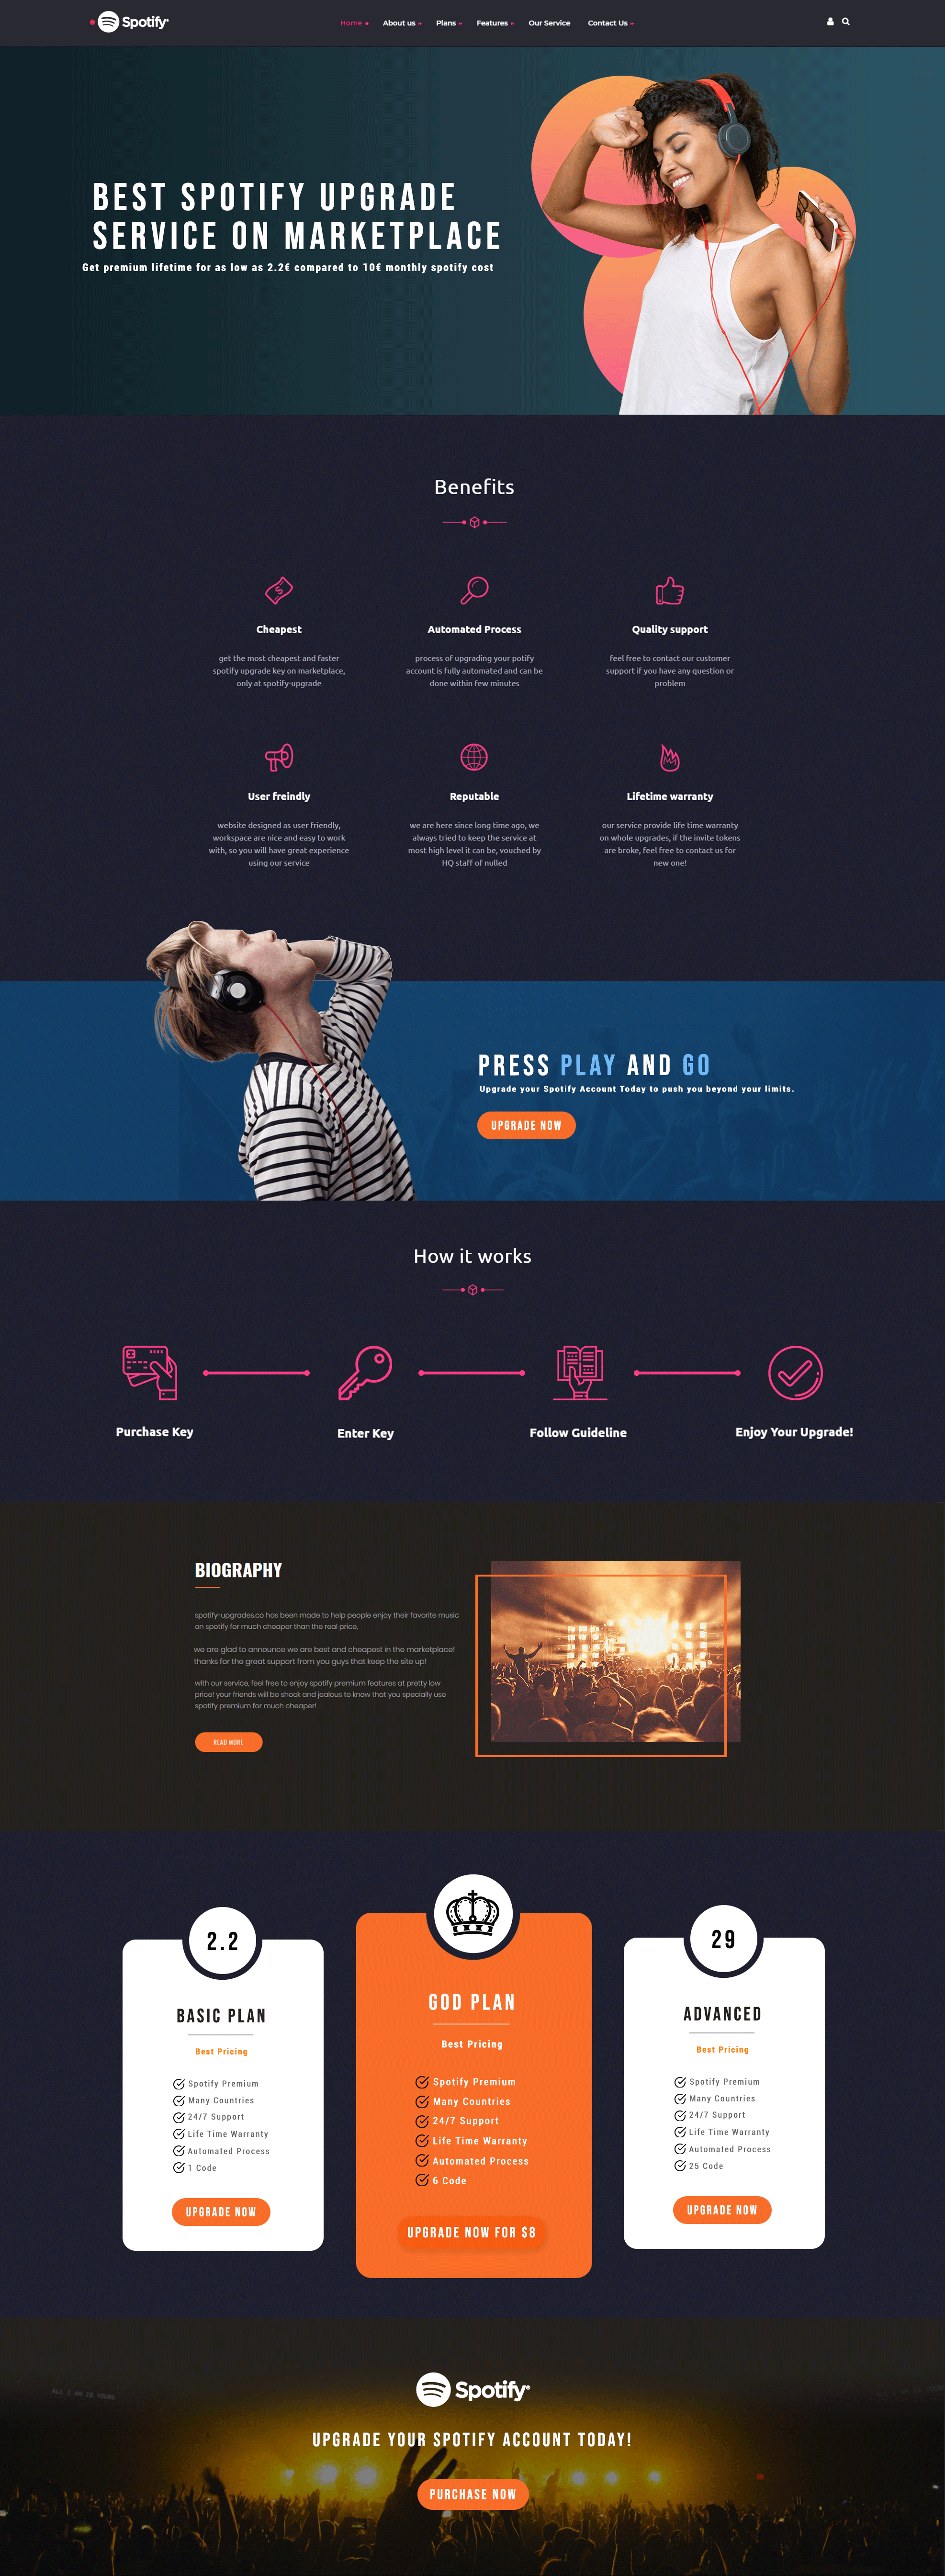 Spotify®
Home
About us
Plans
Features
Our Service
Contact Us
BEST SPOTIFY UPGRADE
SERVICE ON MARKETPLACE
Get premium lifetime for as low as 2.2€ compared to 10€ monthly spotify cost
Benefits
Cheapest
get the most cheapest and faster
spotify upgrade key on marketplace,
only at spotify-upgrade
Automated Process
process of upgrading your potify
account is fully automated and can be
done within few minutes
Quality support
feel free to contact our customer
support if you have any question or
problem
User freindly
website designed as user friendly,
workspace are nice and easy to work
with, so you will have great experience
using our service
Reputable
we are here since long time ago, we
always tried to keep the service at
most high level it can be, vouched by
HQ staff of nulled
Lifetime warranty
our service provide life time warranty
on whole upgrades, if the invite tokens
are broke, feel free to contact us for
new one!
PRESS PLAY AND GO
Upgrade your Spotify Account Today to push you beyond your limits.
UPGRADE NOW
How it works
Purchase Key
Enter Key
Follow Guideline
Enjoy Your Upgrade!
BIOGRAPHY
spotify-upgrades.co has been made to help people enjoy their favorite music
on spotify for much cheaper than the real price,
we are glad to announce we are best and cheapest in the marketplace!
thanks for the great support from you guys that keep the site up!
with our service, feel free to enjoy spotify premium features at pretty low
price! your friends will be shock and jealous to know that you specially use
spotify premium for much cheaper!
READ MORE
2.2
BASIC PLAN
Best Pricing
Spotify Premium
Many Countries
24/7 Support
Life Time Warranty
Automated Process
1 Code
UPGRADE NOW
GOD PLAN
Best Pricing
Spotify Premium
Many Countries
24/7 Support
Life Time Warranty
Automated Process
6 Code
UPGRADE NOW FOR $8
29
ADVANCED
Best Pricing
Spotify Premium
Many Countries
24/7 Support
Life Time Warranty
Automated Process
25 Code
UPGRADE NOW
ALL I AM IS YOURS
Spotify®
UPGRADE YOUR SPOTIFY ACCOUNT TODAY!
PURCHASE NOW